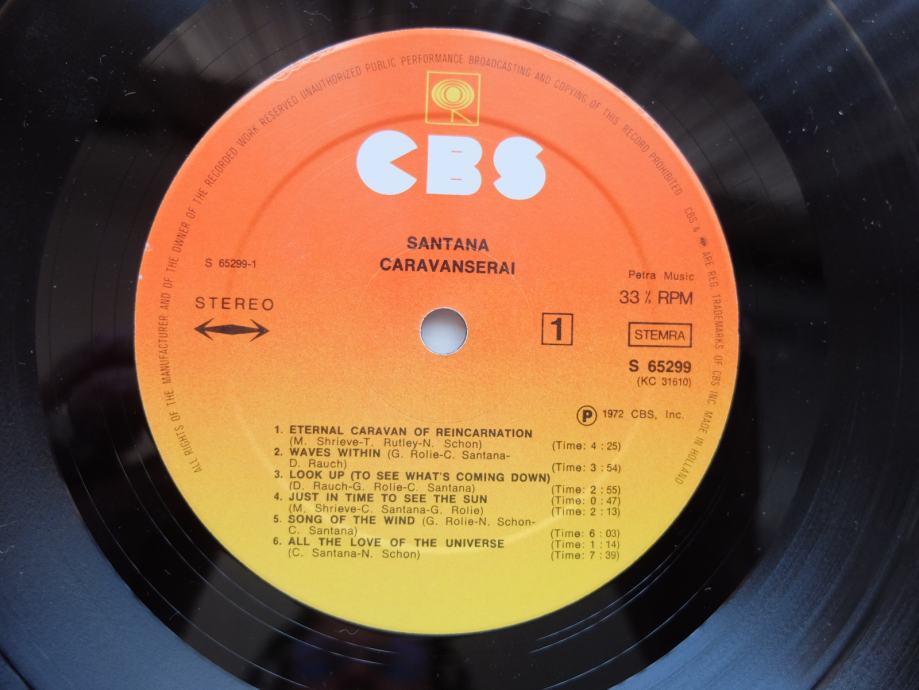 ALL RIGHTS OF THE MANUFACTURER AND OF THE OWNER OF THE RECORDED WORK RESERVED UNAUTHORIZED PUBLIC PERFORMANCE BROADCASTING AND COPYING OF THIS RECORD PROHIBITED CBS & ARE REG. TRADEMARKS OF CBS INC. MADE IN HOLLAND
CBS
SANTANA
CARAVANSERAI
S 65299-1
STEREO
Petra Music
33 ⅓ RPM
1
STEMRA
S 65299
(KC 31610)
Ⓟ 1972 CBS, Inc.
1. ETERNAL CARAVAN OF REINCARNATION
(M. Shrieve-T. Rutley-N. Schon) (Time: 4 : 25)
2. WAVES WITHIN (G. Rolie-C. Santana-
D. Rauch) (Time: 3 : 54)
3. LOOK UP (TO SEE WHAT'S COMING DOWN)
(D. Rauch-G. Rolie-C. Santana) (Time: 2 : 55)
4. JUST IN TIME TO SEE THE SUN (Time: 0 : 47)
(M. Shrieve-C. Santana-G. Rolie) (Time: 2 : 13)
5. SONG OF THE WIND (G. Rolie-N. Schon-
C. Santana) (Time: 6 : 03)
6. ALL THE LOVE OF THE UNIVERSE (Time: 1 : 14)
(C. Santana-N. Schon) (Time: 7 : 39)